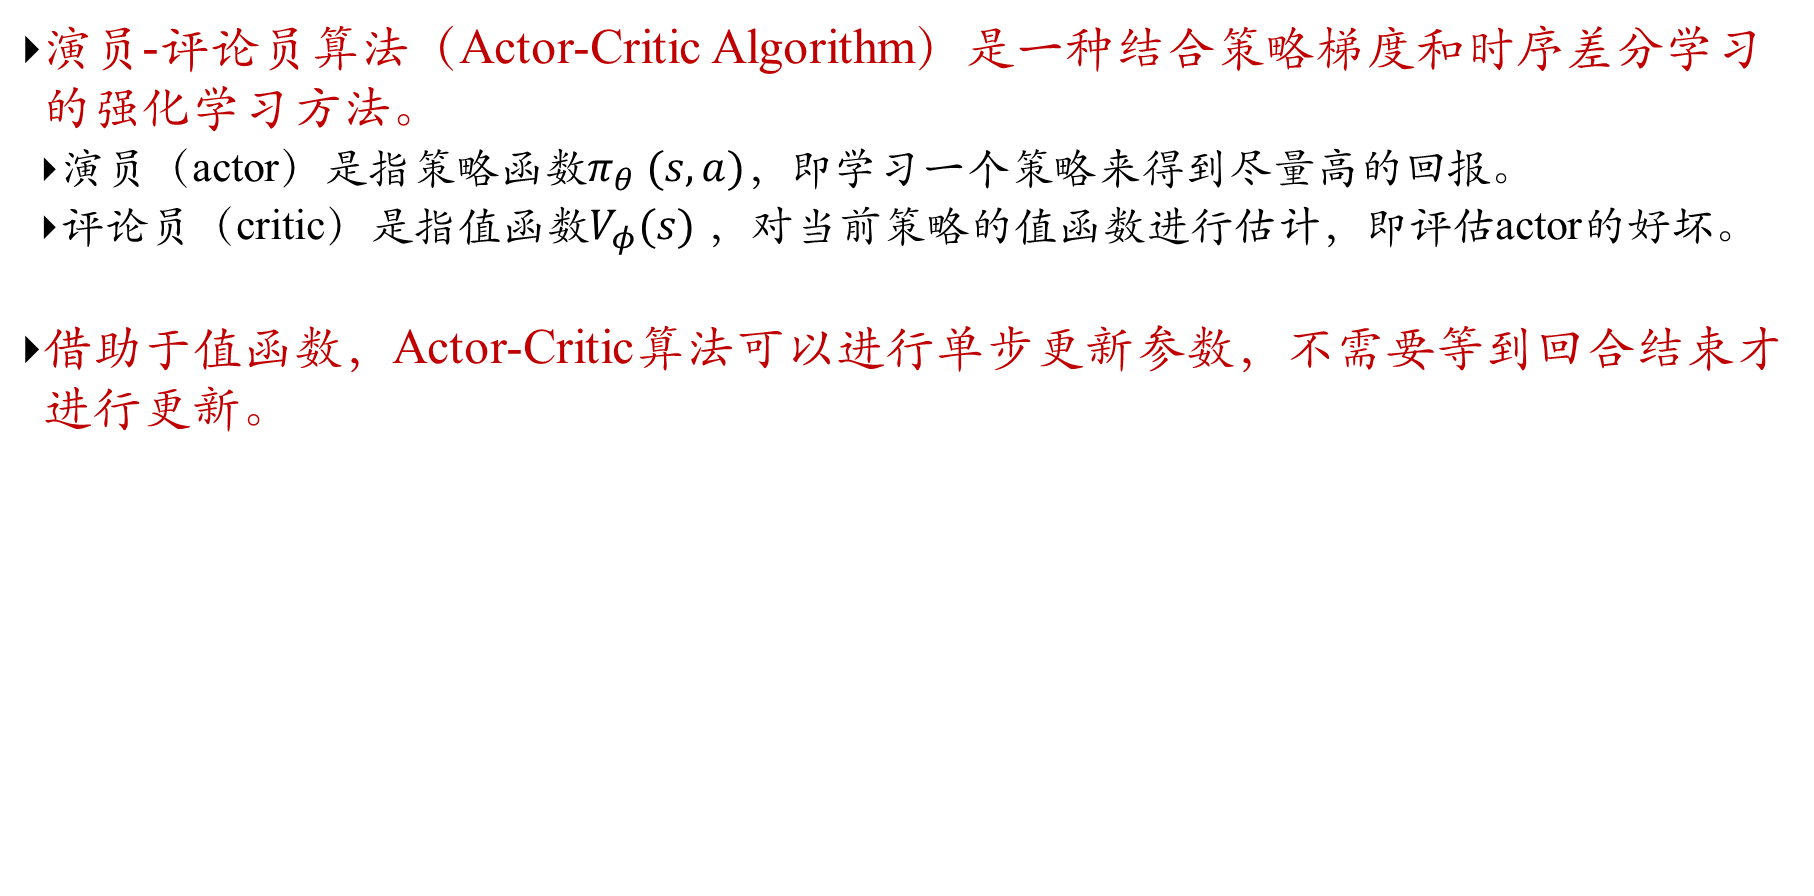 演员-评论员算法（Actor-Critic Algorithm）是一种结合策略梯度和时序差分学习
的强化学习方法。
演员（actor）是指策略函数π_θ (s,a)，即学习一个策略来得到尽量高的回报。
评论员（critic）是指值函数V_ϕ(s) ，对当前策略的值函数进行估计，即评估actor的好坏。
借助于值函数，Actor-Critic算法可以进行单步更新参数，不需要等到回合结束才
进行更新。